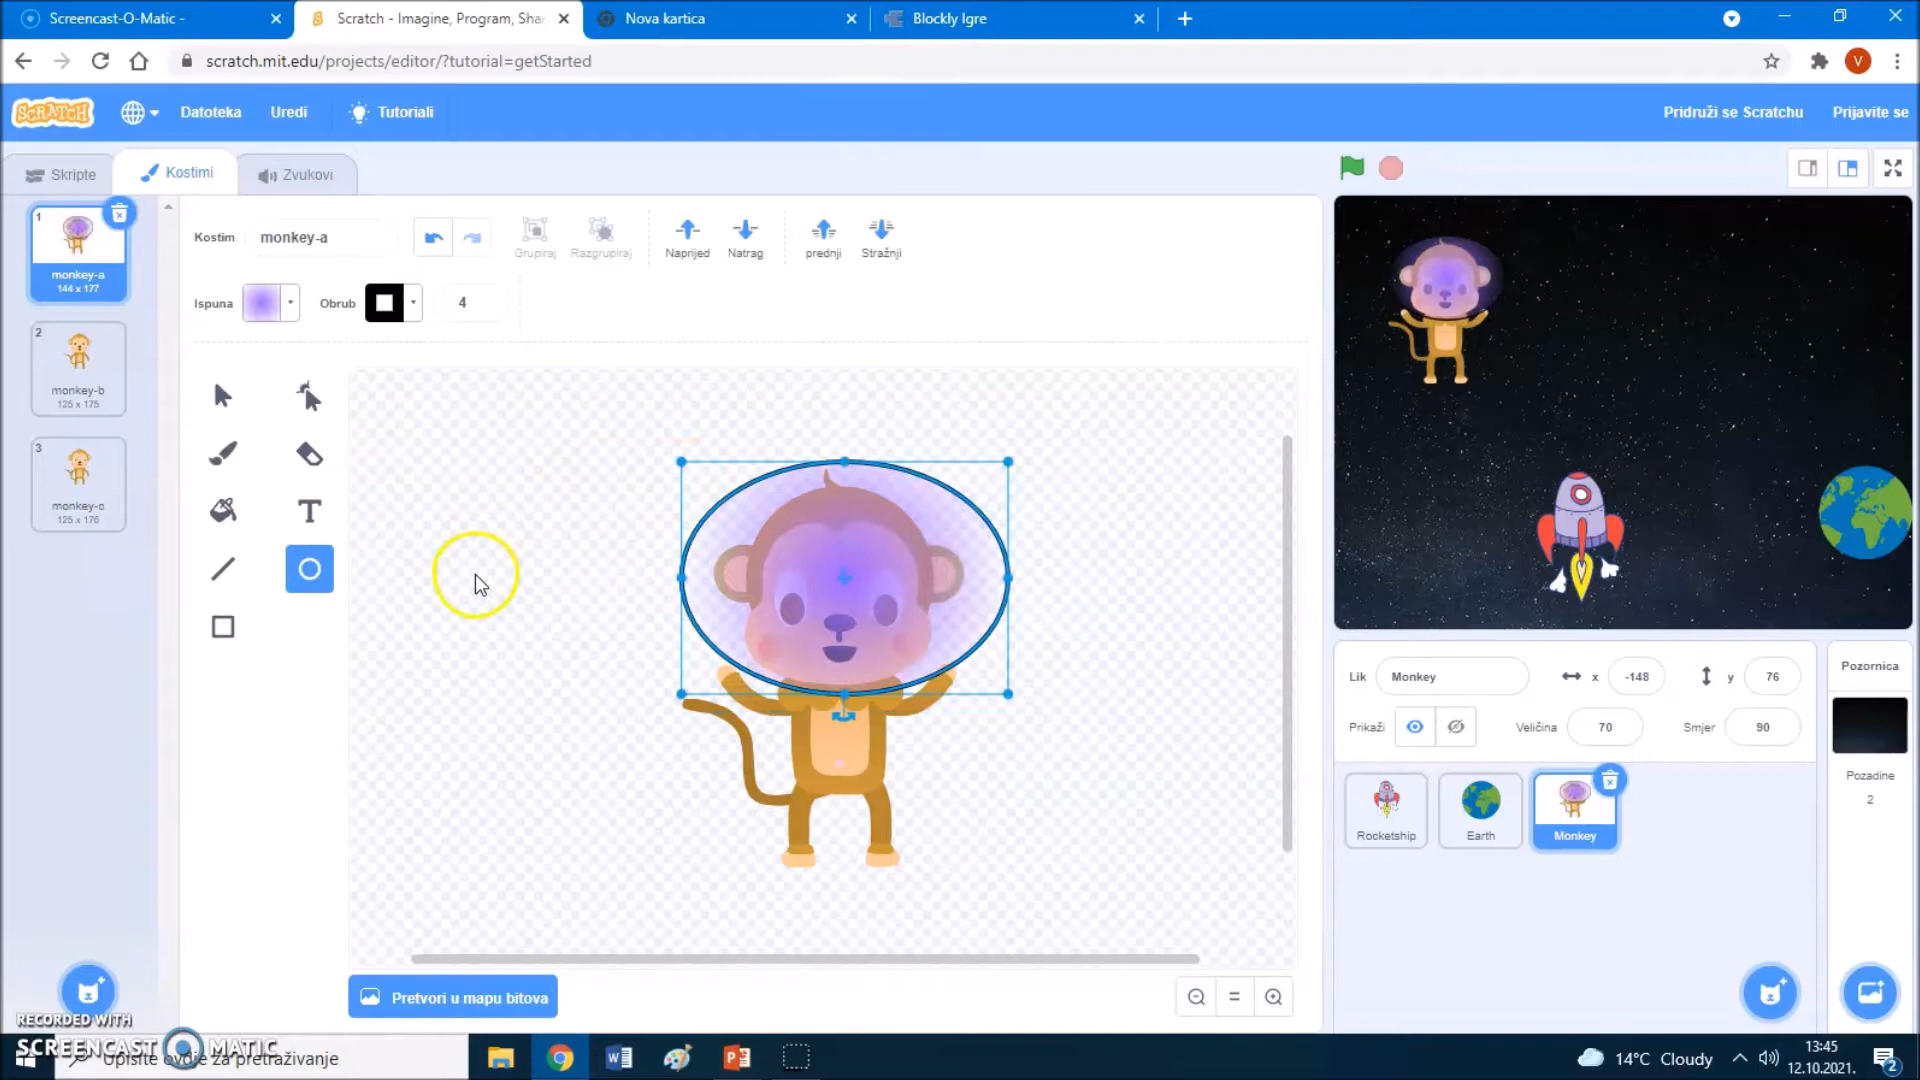 Screencast-O-Matic -
Scratch - Imagine, Program, Sha
Nova kartica
Blockly Igre
scratch.mit.edu/projects/editor/?tutorial=getStarted
V
SCRATCH
Datoteka
Uredi
Tutoriali
Pridruži se Scratchu
Prijavite se
Skripte
Kostimi
Zvukovi
1
monkey-a
144 x 177
2
monkey-b
125 x 175
3
monkey-c
125 x 176
Kostim
monkey-a
Grupiraj
Razgrupiraj
Naprijed
Natrag
prednji
Stražnji
Ispuna
Obrub
4
T
Pretvori u mapu bitova
Lik
Monkey
x
-148
y
76
Prikaži
Veličina
70
Smjer
90
Rocketship
Earth
Monkey
Pozornica
Pozadine
2
RECORDED WITH
SCREENCAST MATIC
Upišite ovdje za pretraživanje
14°C Cloudy
13:45
12.10.2021.
2